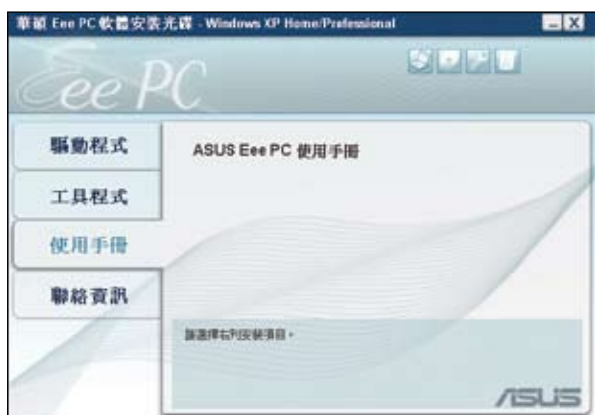 華碩 Eee PC 軟體安裝光碟 - Windows XP Home/Professional
Eee PC
驅動程式
ASUS Eee PC 使用手冊
工具程式
使用手冊
聯絡資訊
請選擇右列安裝項目。
ASUS